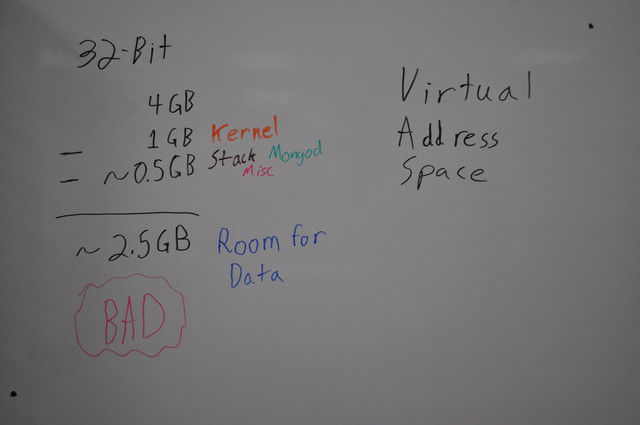 32-Bit
4GB
- 1GB Kernel
- ~0.5GB Stack Mongod
Misc
~2.5GB Room for
Data
BAD
Virtual
Address
Space